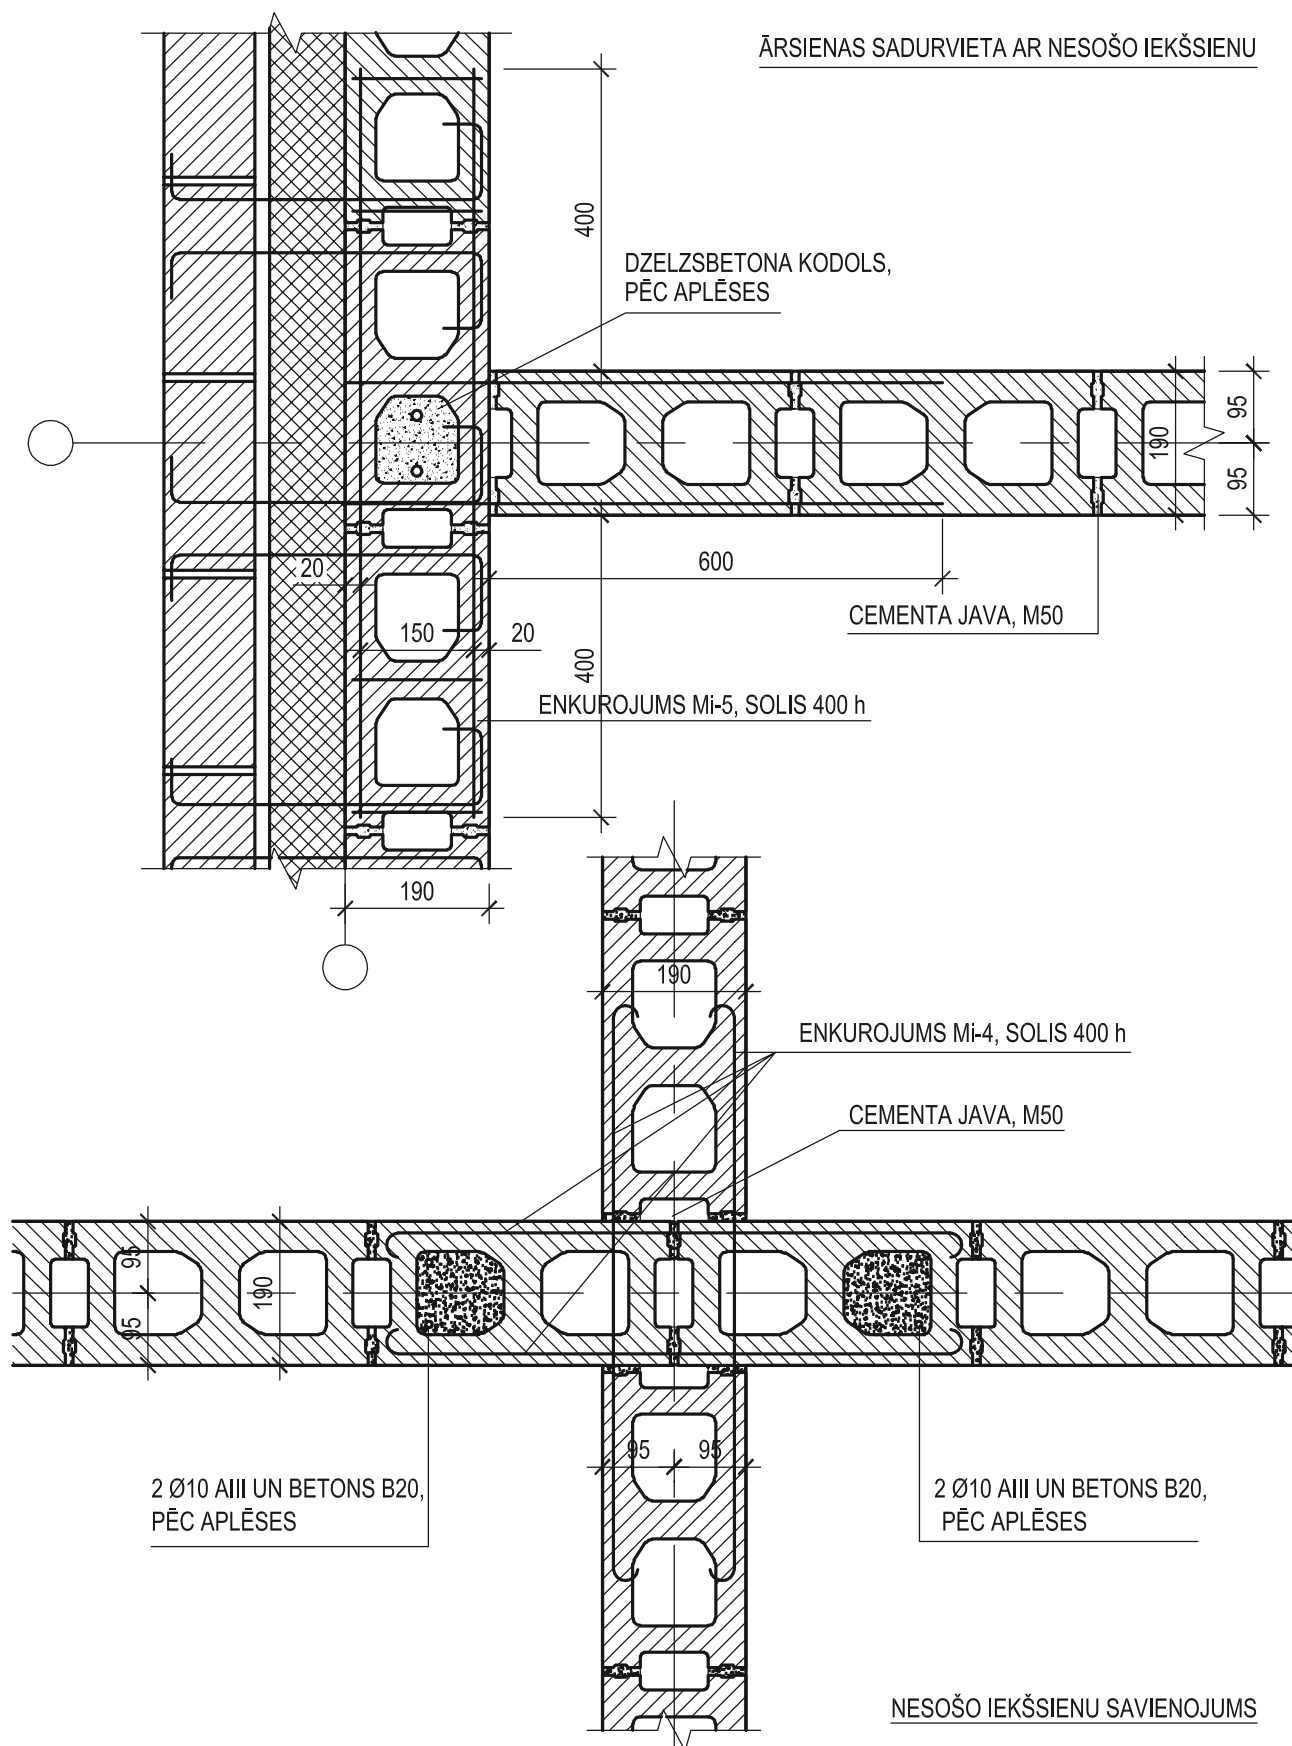 ĀRSIENAS SADURVIETA AR NESOŠO IEKŠSIENU
400
DZELZSBETONA KODOLS,
PĒC APLĒSES
95
190
95
20
600
CEMENTA JAVA, M50
150
20
400
ENKUROJUMS Mi-5, SOLIS 400 h
190
190
ENKUROJUMS Mi-4, SOLIS 400 h
CEMENTA JAVA, M50
95
190
95
95
95
2 Ø10 AIII UN BETONS B20,
PĒC APLĒSES
2 Ø10 AIII UN BETONS B20,
PĒC APLĒSES
NESOŠO IEKŠSIENU SAVIENOJUMS